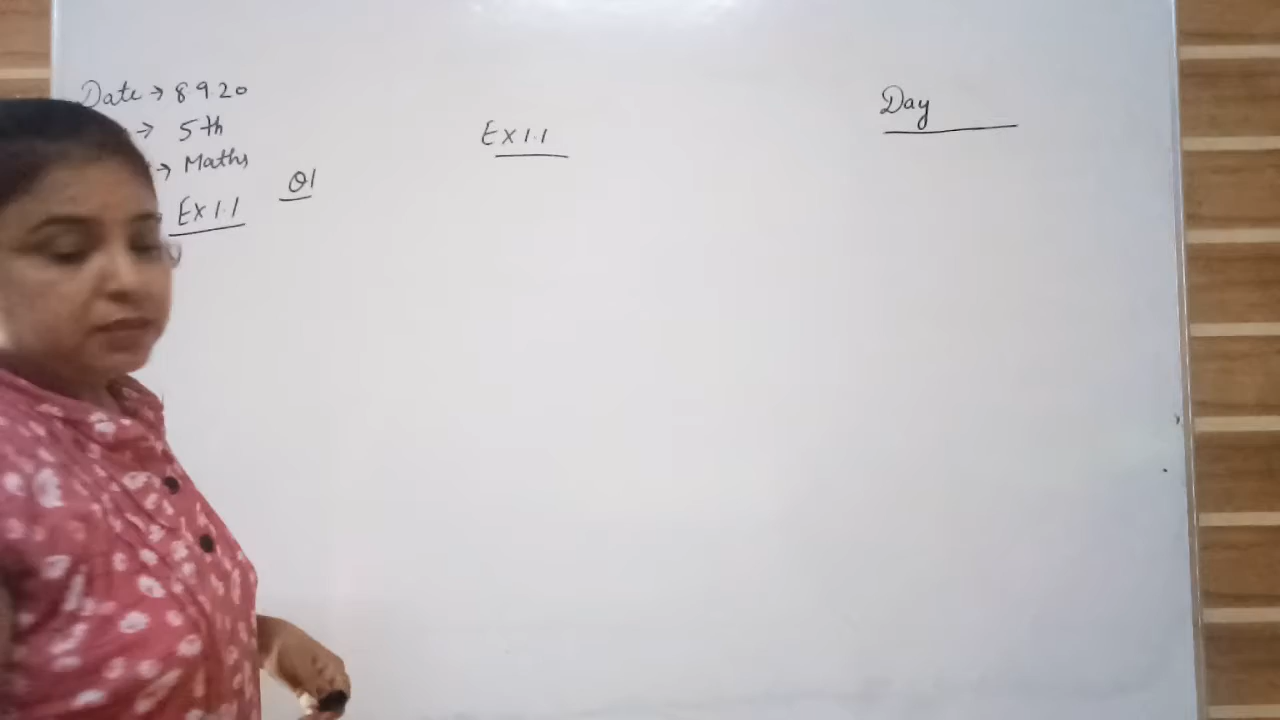 Date → 8 9.20
→ 5th
→ Maths
Ex 1.1
Q1
Ex 1.1
Day